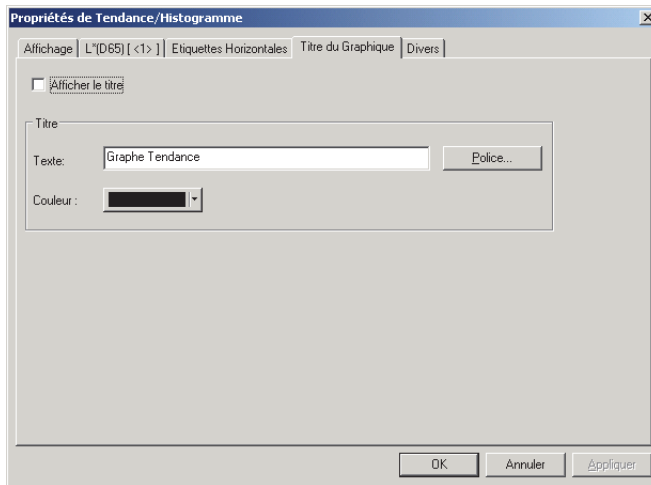 Propriétés de Tendance/Histogramme
Affichage L*(D65) [ <1> ] Etiquettes Horizontales Titre du Graphique Divers
Afficher le titre
Titre
Texte: Graphe Tendance Police...
Couleur :
OK Annuler Appliquer